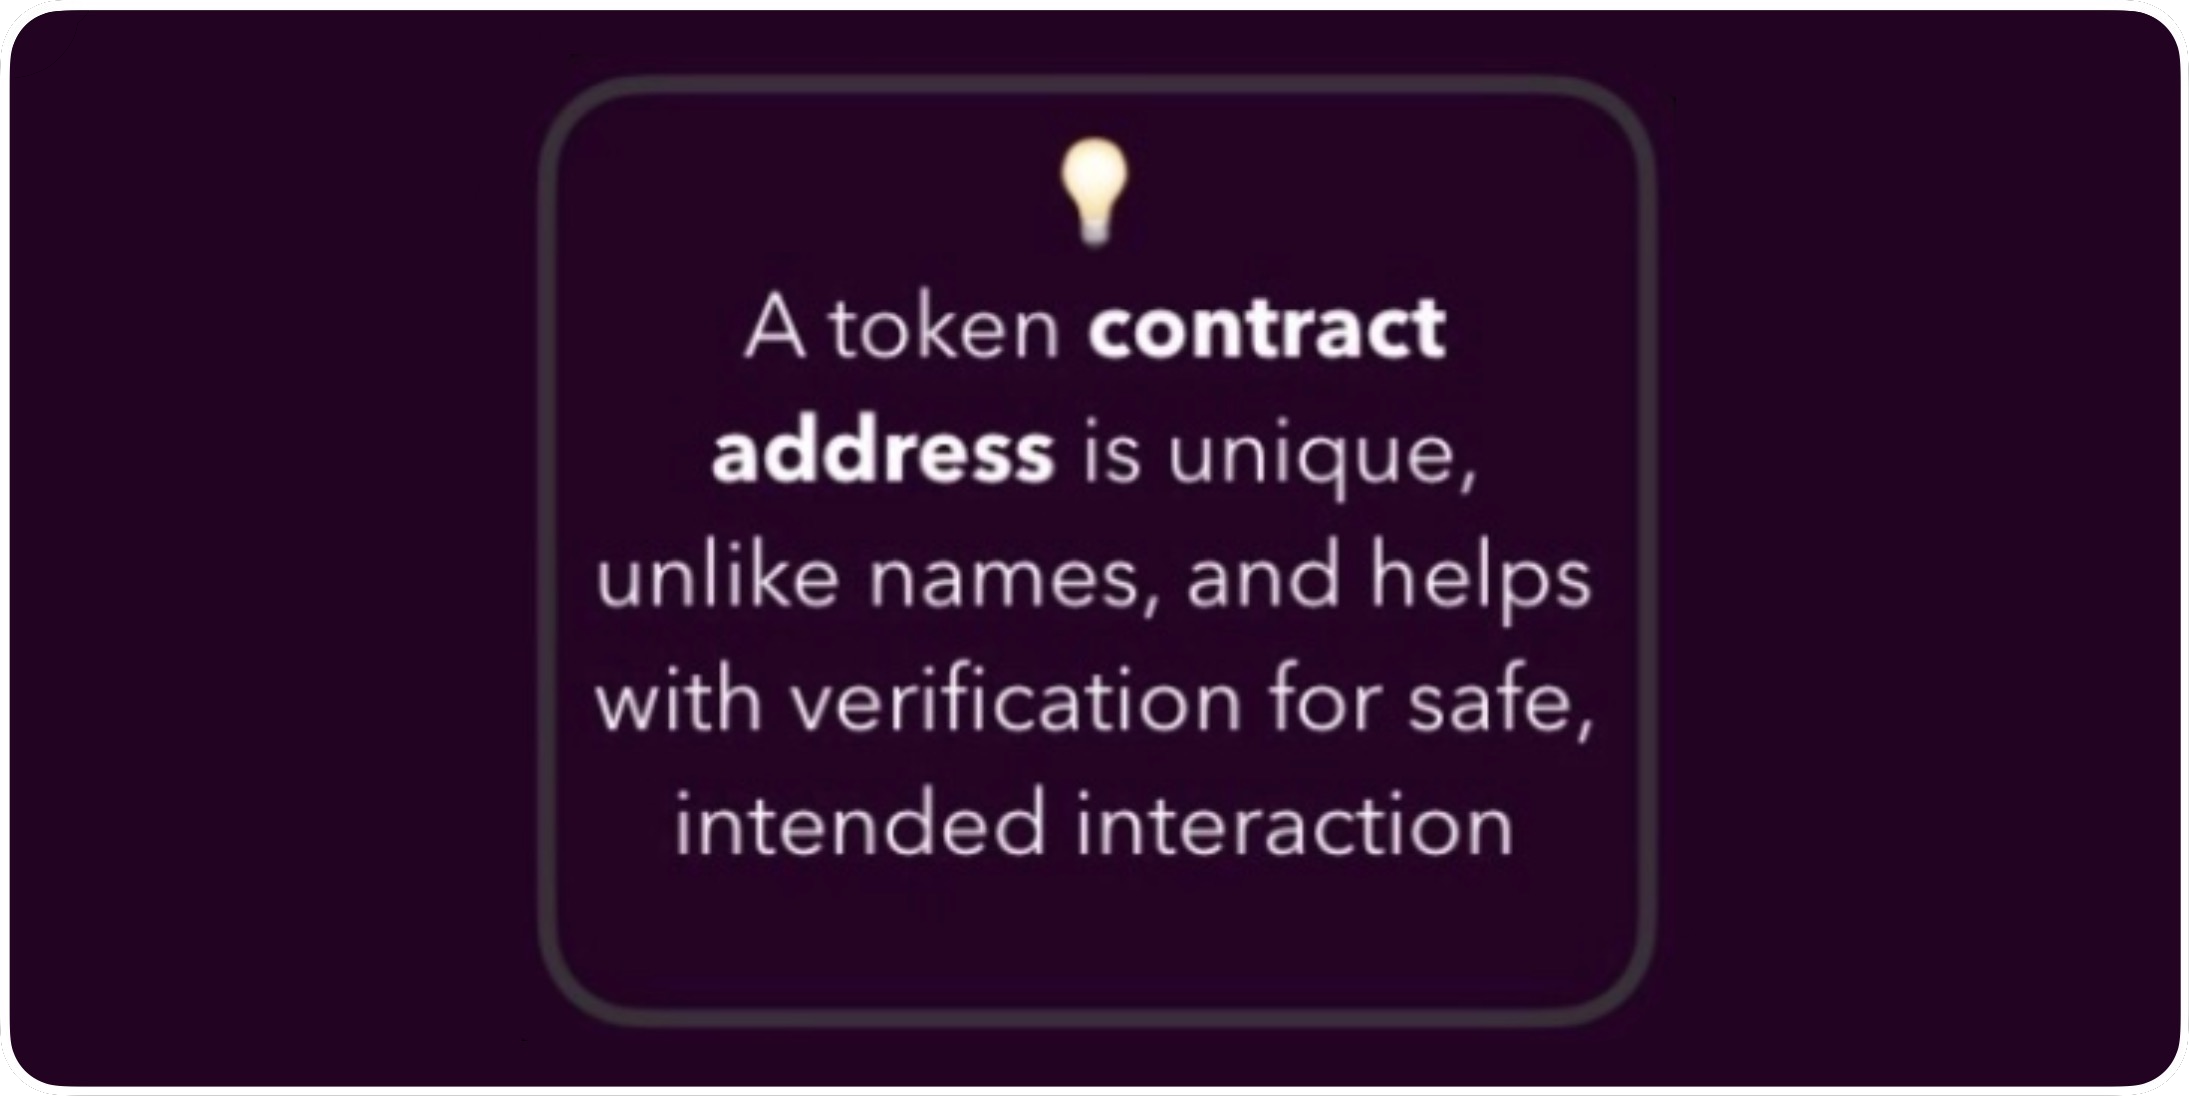 A token contract
address is unique,
unlike names, and helps
with verification for safe,
intended interaction